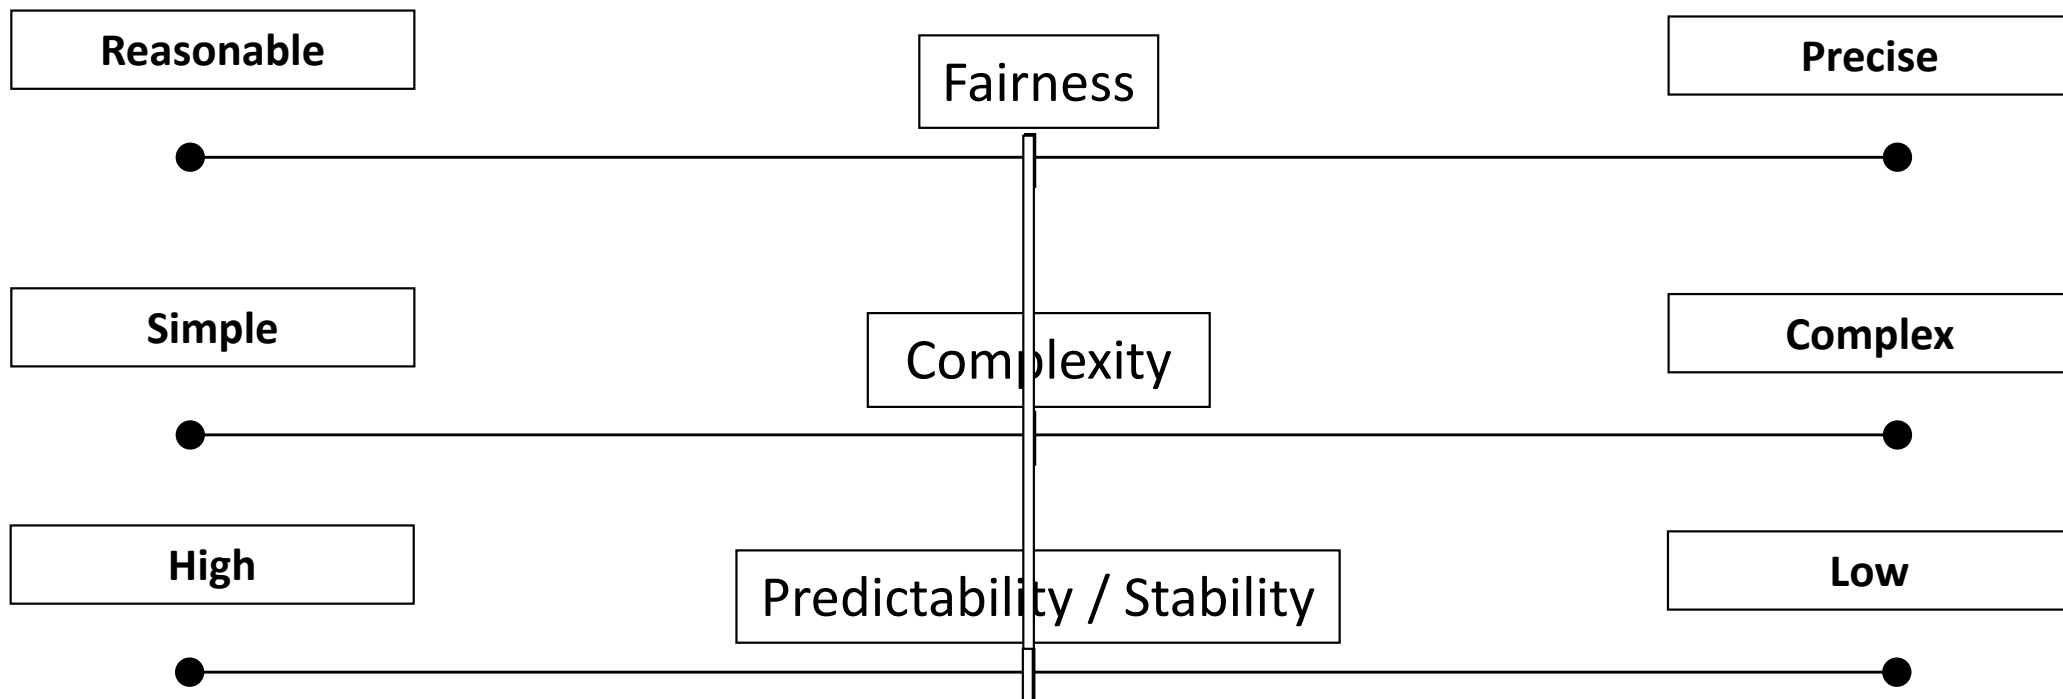 Reasonable
Fairness
Precise
Simple
Complexity
Complex
High
Predictability / Stability
Low